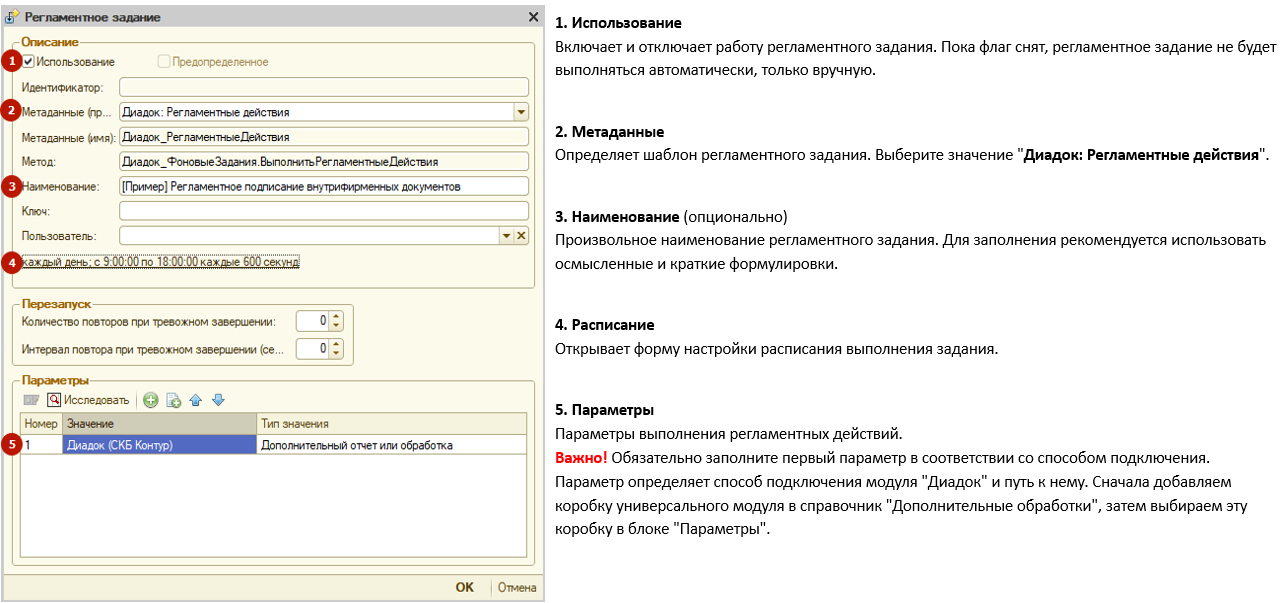 Регламентное задание
Описание
1
Использование
Предопределенное
Идентификатор:
2
Метаданные (пр...
Диадок: Регламентные действия
Метаданные (имя):
Диадок_РегламентныеДействия
Метод:
Диадок_ФоновыеЗадания.ВыполнитьРегламентныеДействия
3
Наименование:
[Пример] Регламентное подписание внутрифирменных документов
Ключ:
Пользователь:
4
каждый день; с 9:00:00 по 18:00:00 каждые 600 секунд
Перезапуск
Количество повторов при тревожном завершении:
0
Интервал повтора при тревожном завершении (се...
0
Параметры
Исследовать
Номер
Значение
Тип значения
5
1
Диадок (СКБ Контур)
Дополнительный отчет или обработка
OK
Отмена
1. Использование
Включает и отключает работу регламентного задания. Пока флаг снят, регламентное задание не будет
выполняться автоматически, только вручную.
2. Метаданные
Определяет шаблон регламентного задания. Выберите значение "Диадок: Регламентные действия".
3. Наименование (опционально)
Произвольное наименование регламентного задания. Для заполнения рекомендуется использовать
осмысленные и краткие формулировки.
4. Расписание
Открывает форму настройки расписания выполнения задания.
5. Параметры
Параметры выполнения регламентных действий.
Важно! Обязательно заполните первый параметр в соответствии со способом подключения.
Параметр определяет способ подключения модуля "Диадок" и путь к нему. Сначала добавляем
коробку универсального модуля в справочник "Дополнительные обработки", затем выбираем эту
коробку в блоке "Параметры".